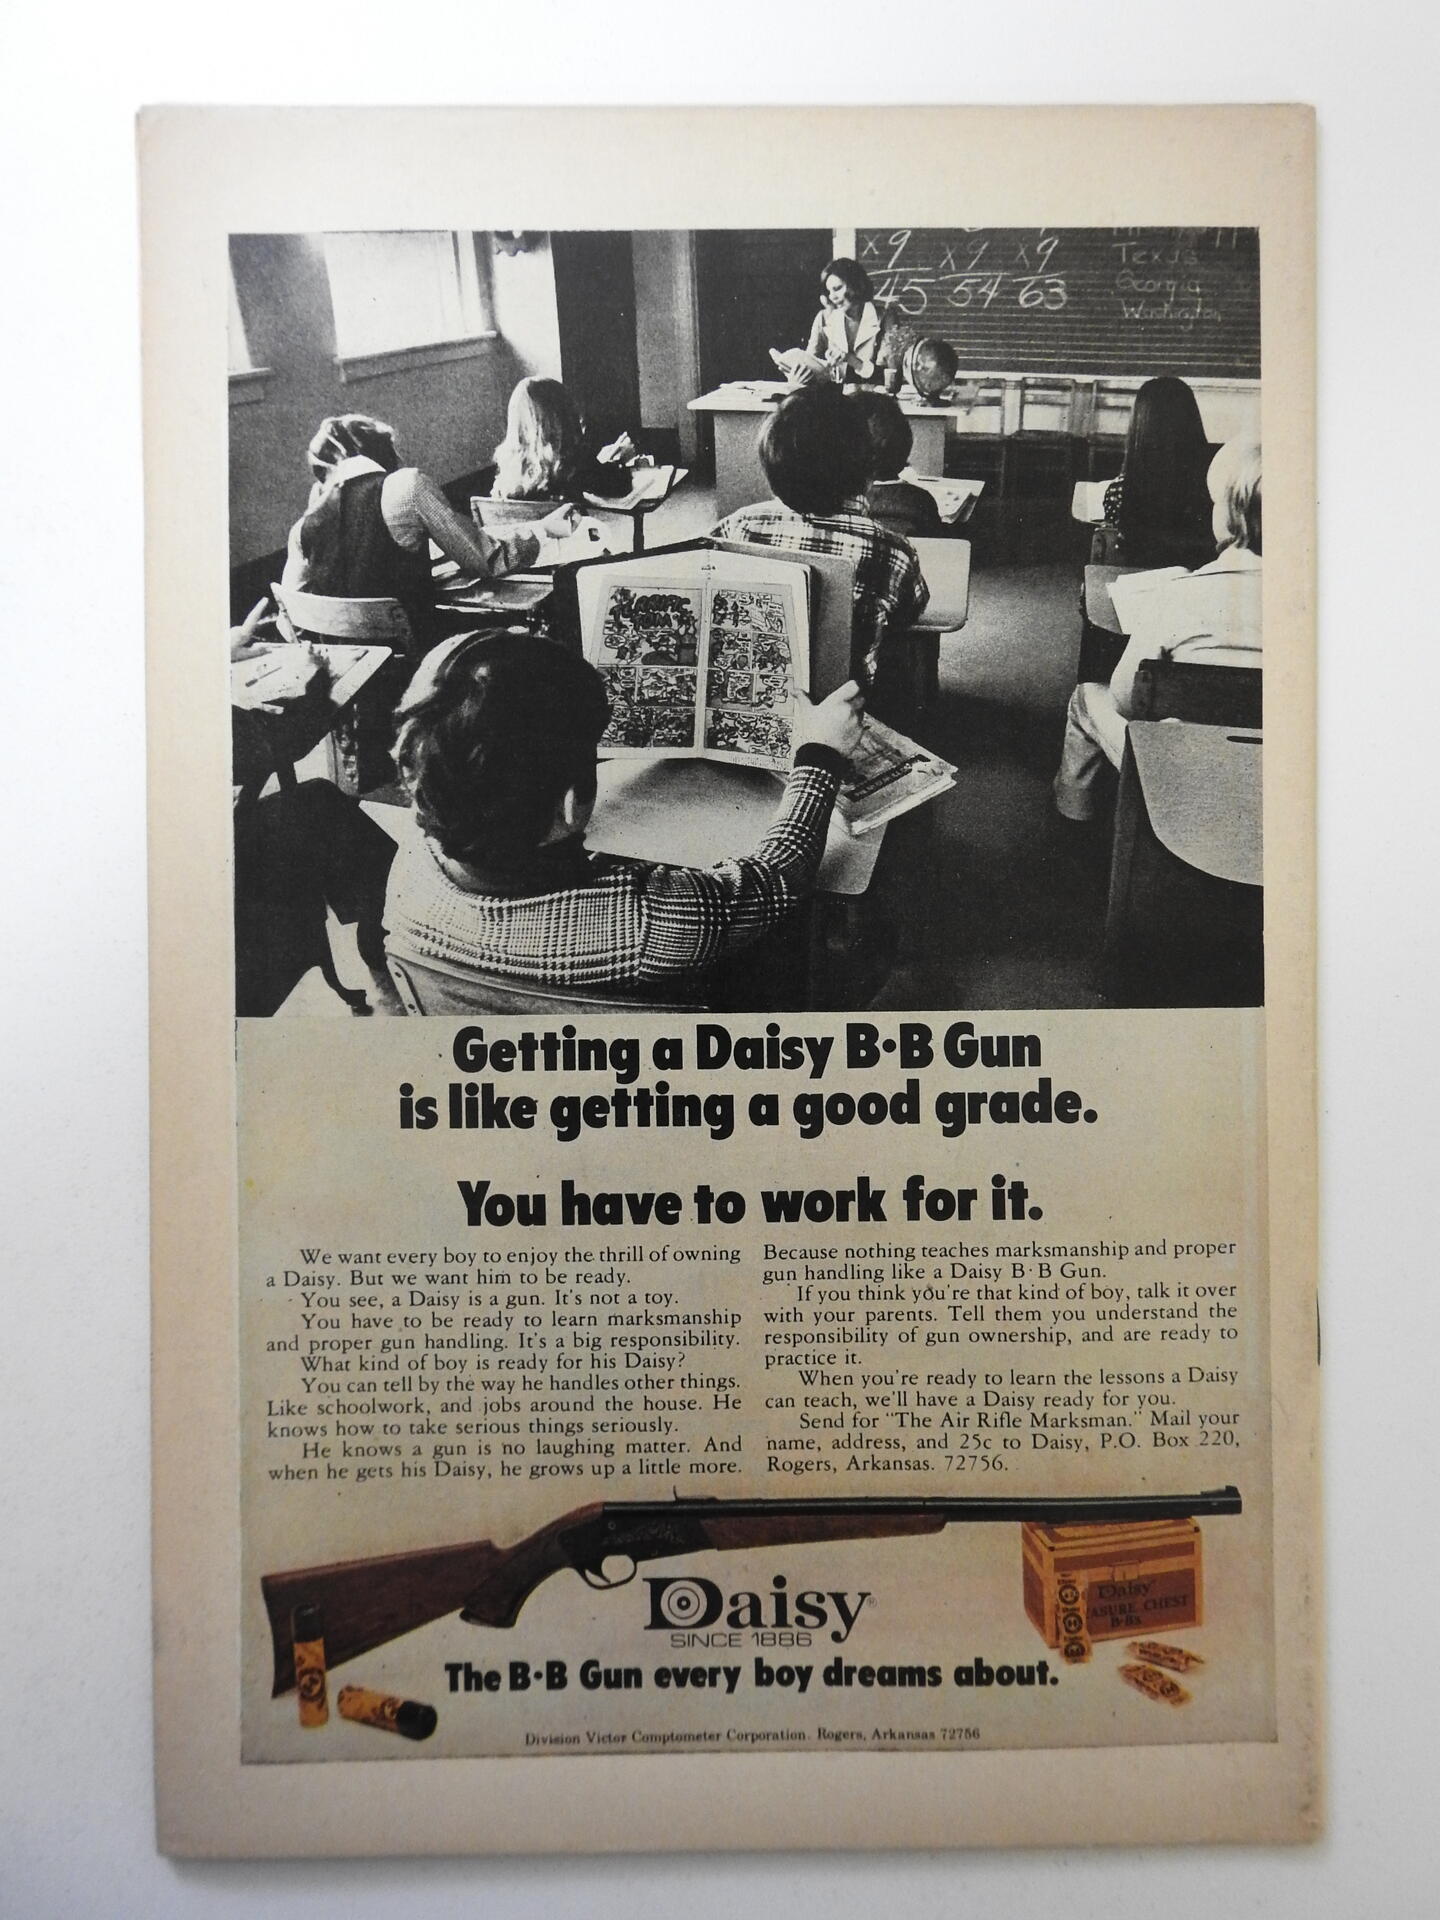 x9 x9 x9
45 54 63
Texas
Georgia
Washington
TERRIFIC
TOM
Getting a Daisy B·B Gun
is like getting a good grade.
You have to work for it.
We want every boy to enjoy the thrill of owning
a Daisy. But we want him to be ready.
You see, a Daisy is a gun. It's not a toy.
You have to be ready to learn marksmanship
and proper gun handling. It's a big responsibility.
What kind of boy is ready for his Daisy?
You can tell by the way he handles other things.
Like schoolwork, and jobs around the house. He
knows how to take serious things seriously.
He knows a gun is no laughing matter. And
when he gets his Daisy, he grows up a little more.
Because nothing teaches marksmanship and proper
gun handling like a Daisy B·B Gun.
If you think you're that kind of boy, talk it over
with your parents. Tell them you understand the
responsibility of gun ownership, and are ready to
practice it.
When you're ready to learn the lessons a Daisy
can teach, we'll have a Daisy ready for you.
Send for "The Air Rifle Marksman." Mail your
name, address, and 25c to Daisy, P.O. Box 220,
Rogers, Arkansas. 72756.
Daisy®
SINCE 1886
Daisy
ASURE CHEST
B·Bs
The B·B Gun every boy dreams about.
Division Victor Comptometer Corporation. Rogers, Arkansas 72756